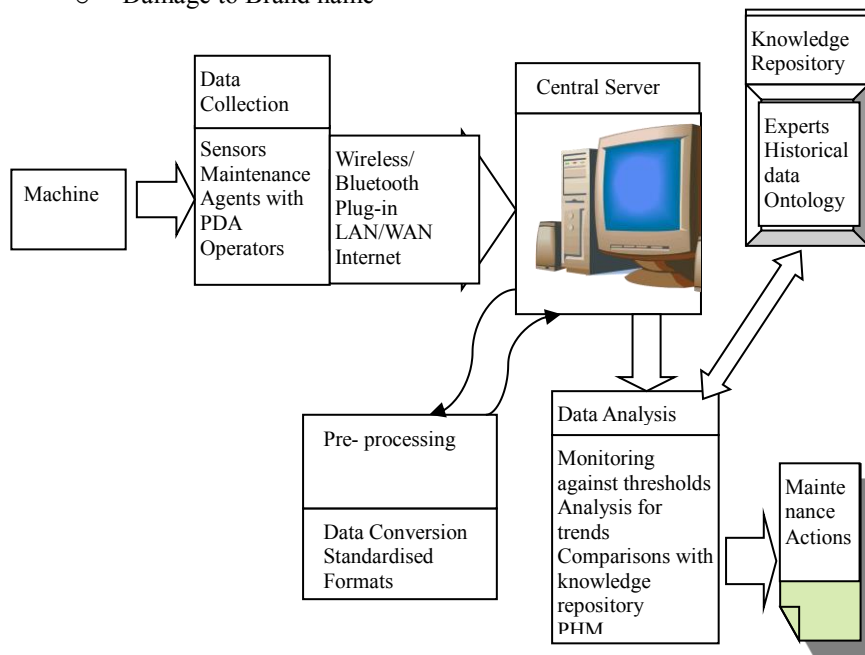 o Damage to Brand name
Machine
Data
Collection
Sensors
Maintenance
Agents with
PDA
Operators
Wireless/
Bluetooth
Plug-in
LAN/WAN
Internet
Central Server
Knowledge
Repository
Experts
Historical
data
Ontology
Pre- processing
Data Conversion
Standardised
Formats
Data Analysis
Monitoring
against thresholds
Analysis for
trends
Comparisons with
knowledge
repository
PHM
Mainte
nance
Actions